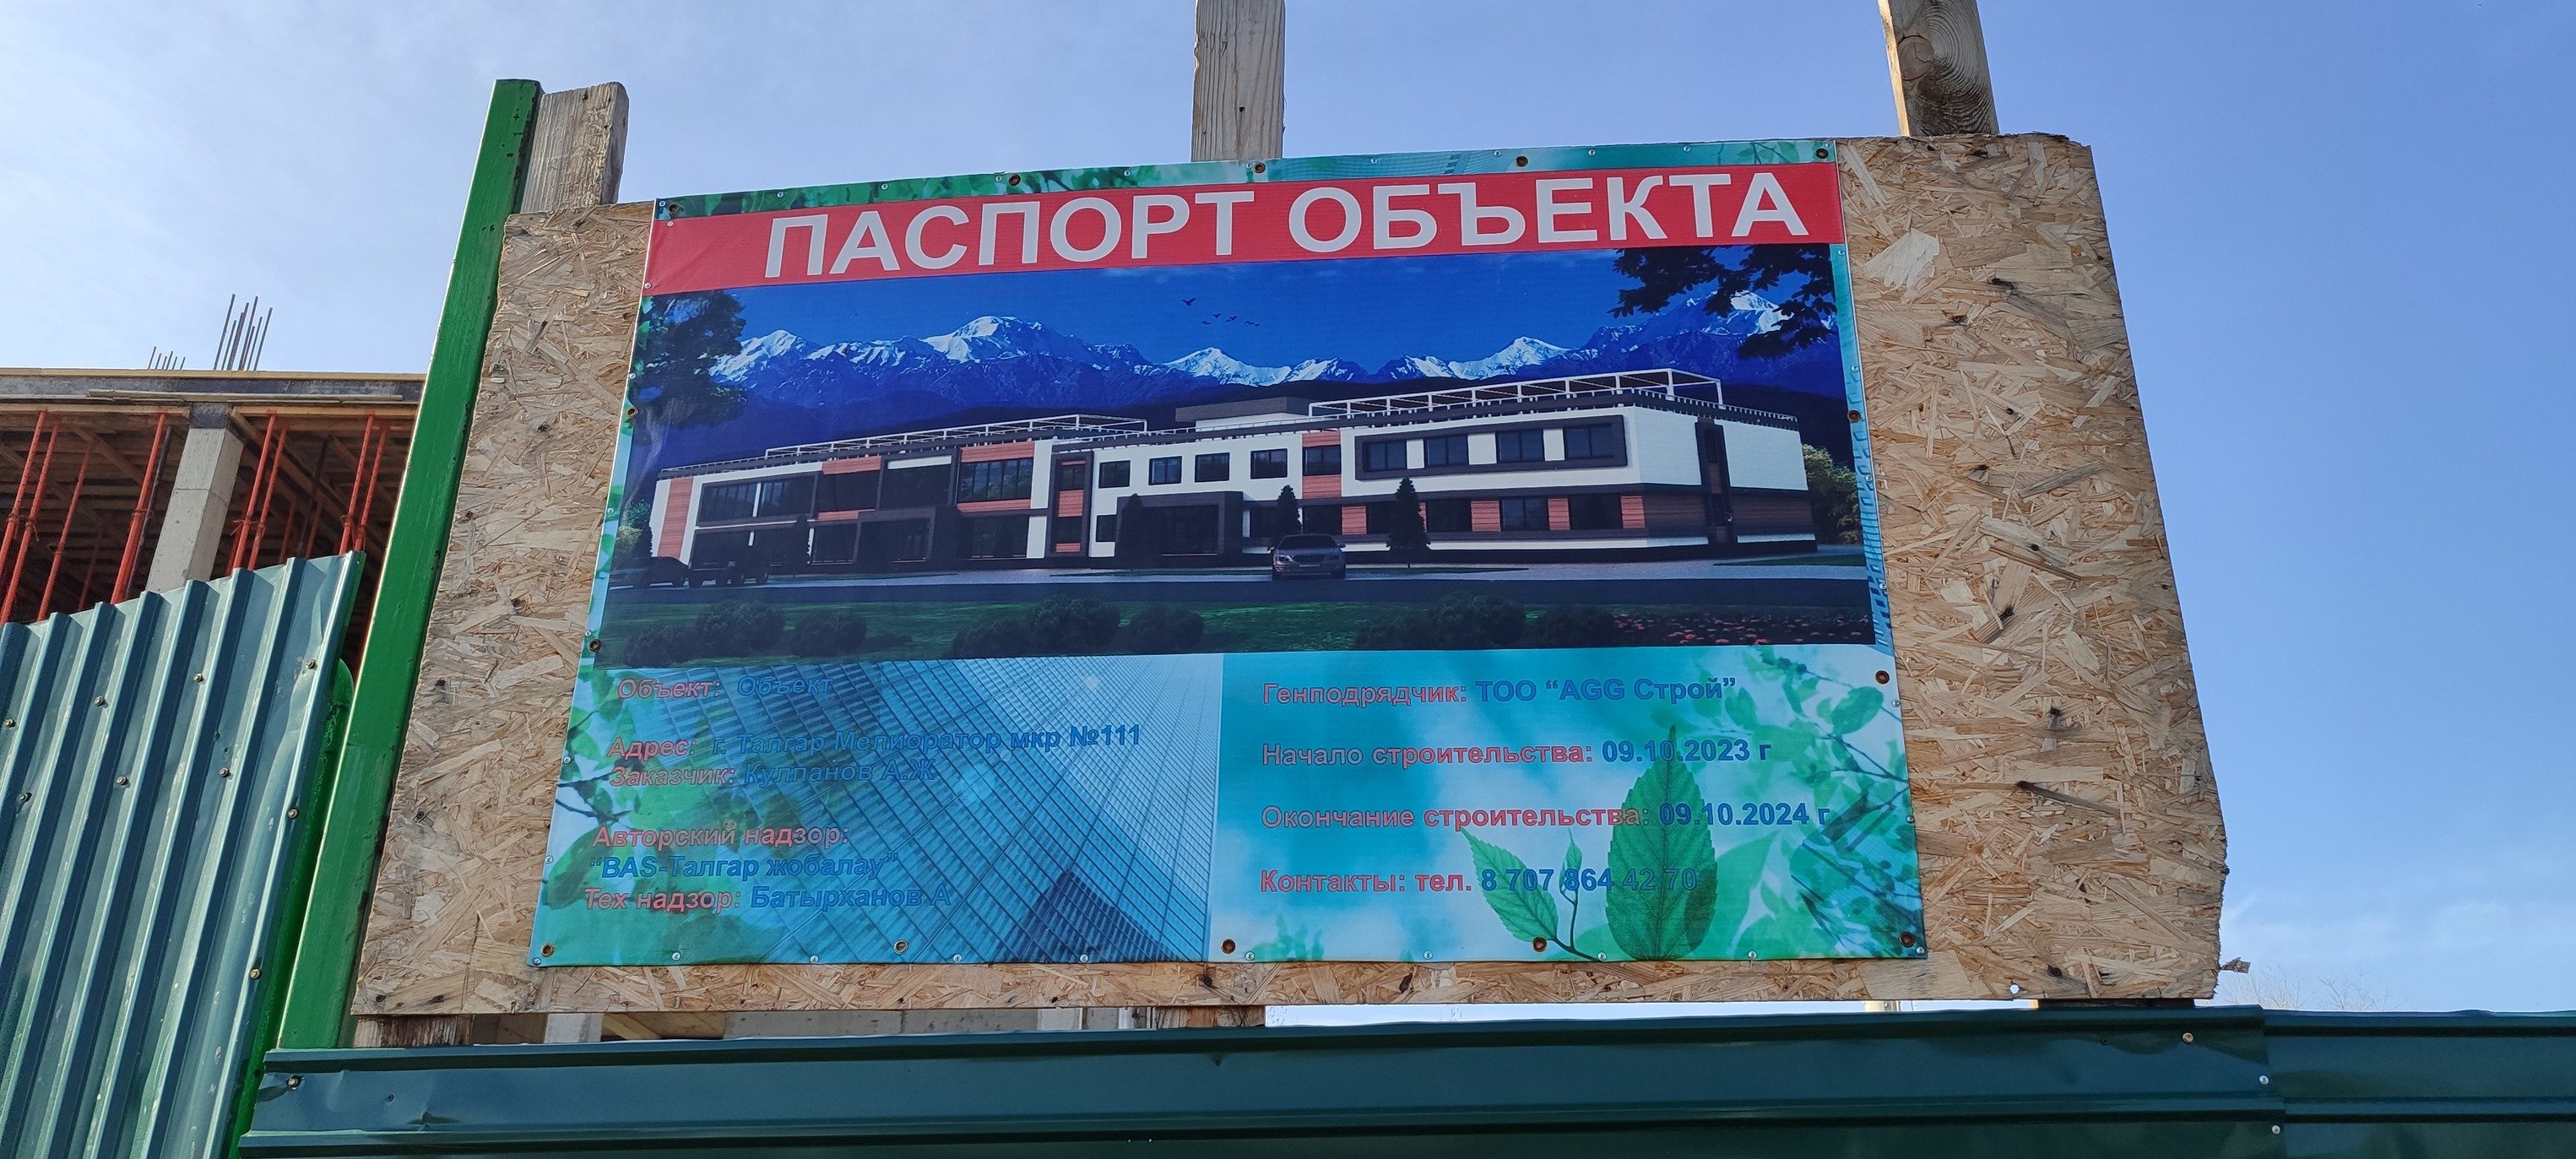 ПАСПОРТ ОБЪЕКТА
Объект: Объект
Адрес: г. Талгар Мелиоратор мкр №111
Заказчик: Кулпанов А.Ж
Авторский надзор:
“BAS-Талгар жобалау”
Тех надзор: Батырханов А
Генподрядчик: ТОО “AGG Строй”
Начало строительства: 09.10.2023 г
Окончание строительства: 09.10.2024 г
Контакты: тел. 8 707 864 42 70